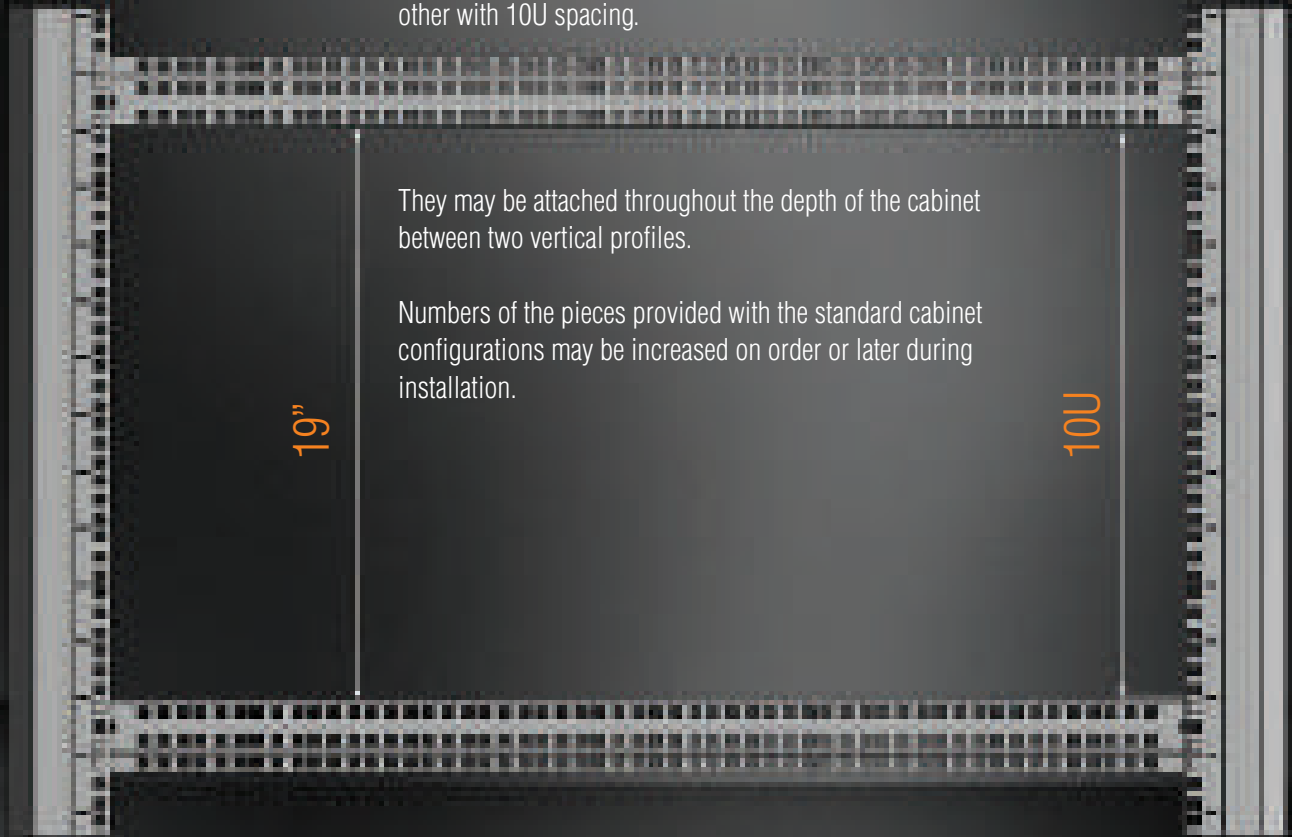 other with 10U spacing.
They may be attached throughout the depth of the cabinet
between two vertical profiles.
Numbers of the pieces provided with the standard cabinet
configurations may be increased on order or later during
installation.
19”
10U